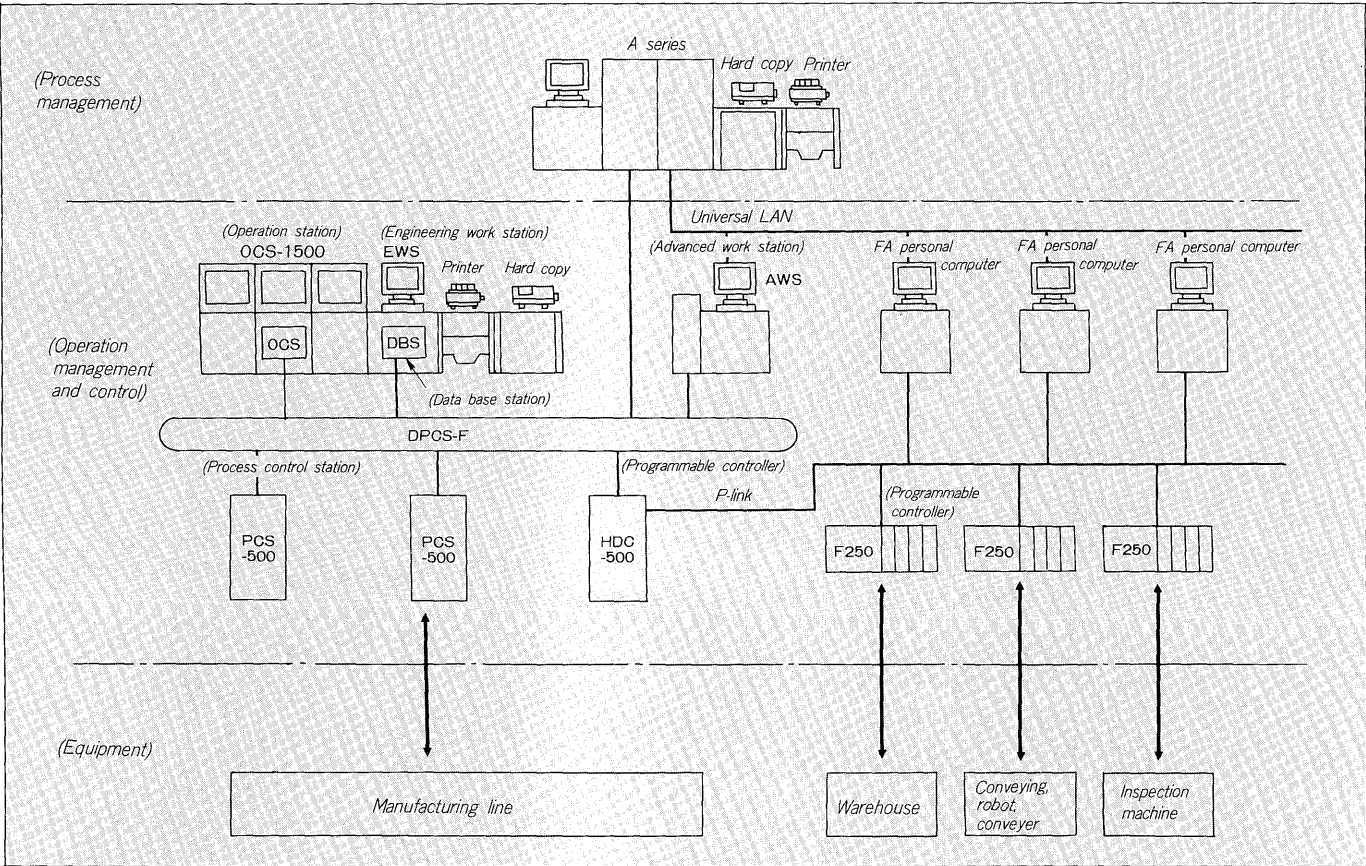 A series
(Process
management)
Hard copy Printer
Universal LAN
(Operation station)
OCS-1500
(Engineering work station)
EWS
Printer
Hard copy
(Advanced work station)
AWS
FA personal
computer
FA personal
computer
FA personal computer
(Operation
management
and control)
OCS
DBS
(Data base station)
DPCS-F
(Process control station)
(Programmable controller)
P-link
(Programmable
controller)
PCS
-500
PCS
-500
HDC
-500
F250
F250
F250
(Equipment)
Manufacturing line
Warehouse
Conveying,
robot,
conveyer
Inspection
machine